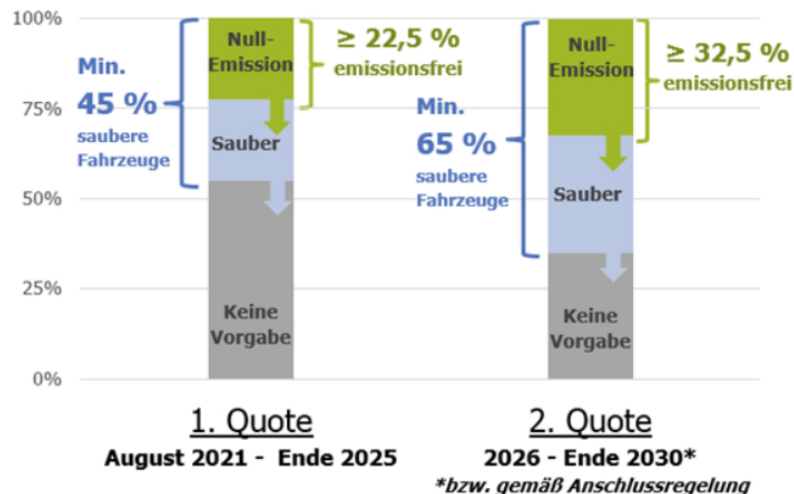 100%
75%
50%
25%
0%
Min.
45 %
saubere
Fahrzeuge
Null-
Emission
Sauber
Keine
Vorgabe
≥ 22,5 %
emissionsfrei
Min.
65 %
saubere
Fahrzeuge
Null-
Emission
Sauber
Keine
Vorgabe
≥ 32,5 %
emissionsfrei
1. Quote
August 2021 - Ende 2025
2. Quote
2026 - Ende 2030*
*bzw. gemäß Anschlussregelung